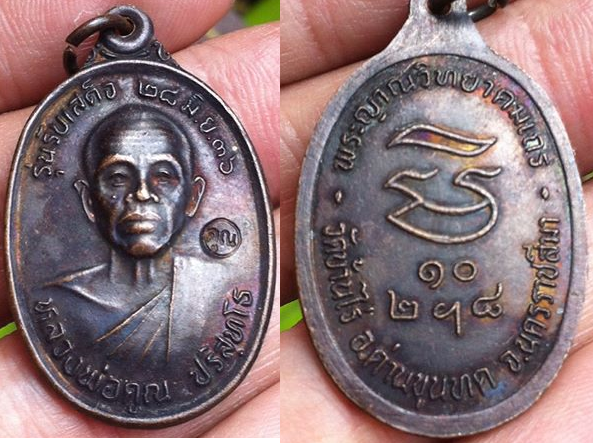 รุ่นรับเสด็จ ๒๘ มิ.ย.๓๖
คูณ
หลวงพ่อคูณ ปริสุทฺโธ
พระญาณวิทยาคมเถร
๑๐
๒ ๕ ๘
วัดบ้านไร่ อ.ด่านขุนทด จ.นครราชสีมา